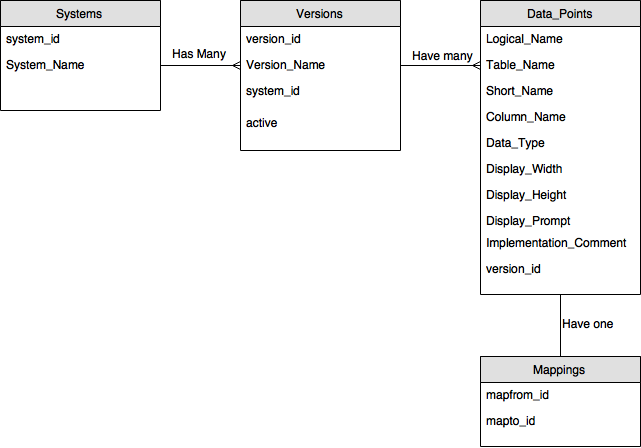 Systems
system_id
System_Name
Has Many
Versions
version_id
Version_Name
system_id
active
Have many
Data_Points
Logical_Name
Table_Name
Short_Name
Column_Name
Data_Type
Display_Width
Display_Height
Display_Prompt
Implementation_Comment
version_id
Have one
Mappings
mapfrom_id
mapto_id